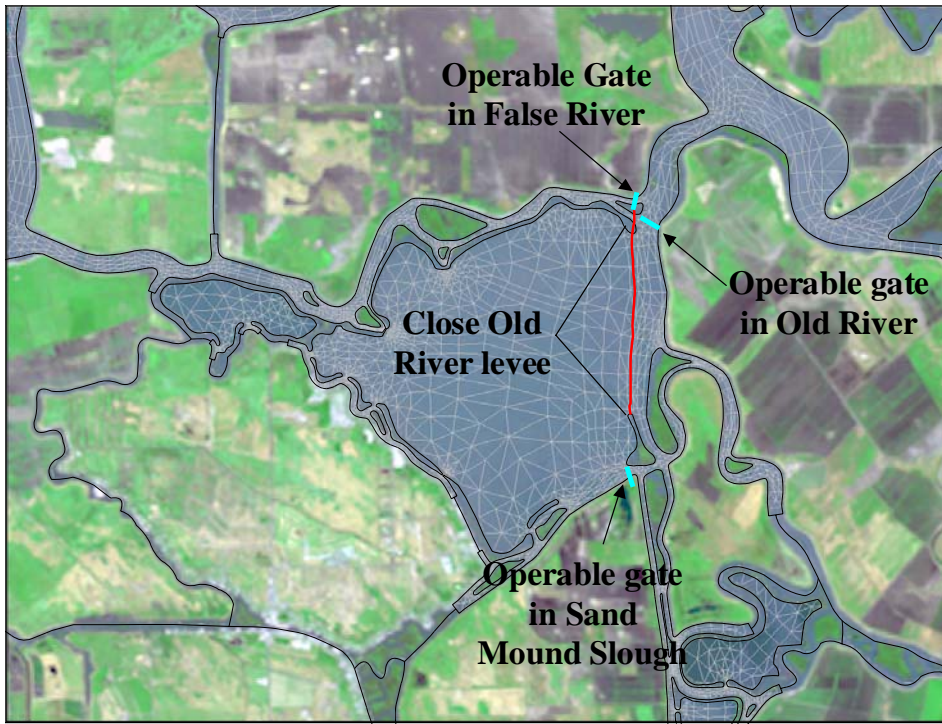 Operable Gate
in False River
Operable gate
in Old River
Close Old
River levee
Operable gate
in Sand
Mound Slough